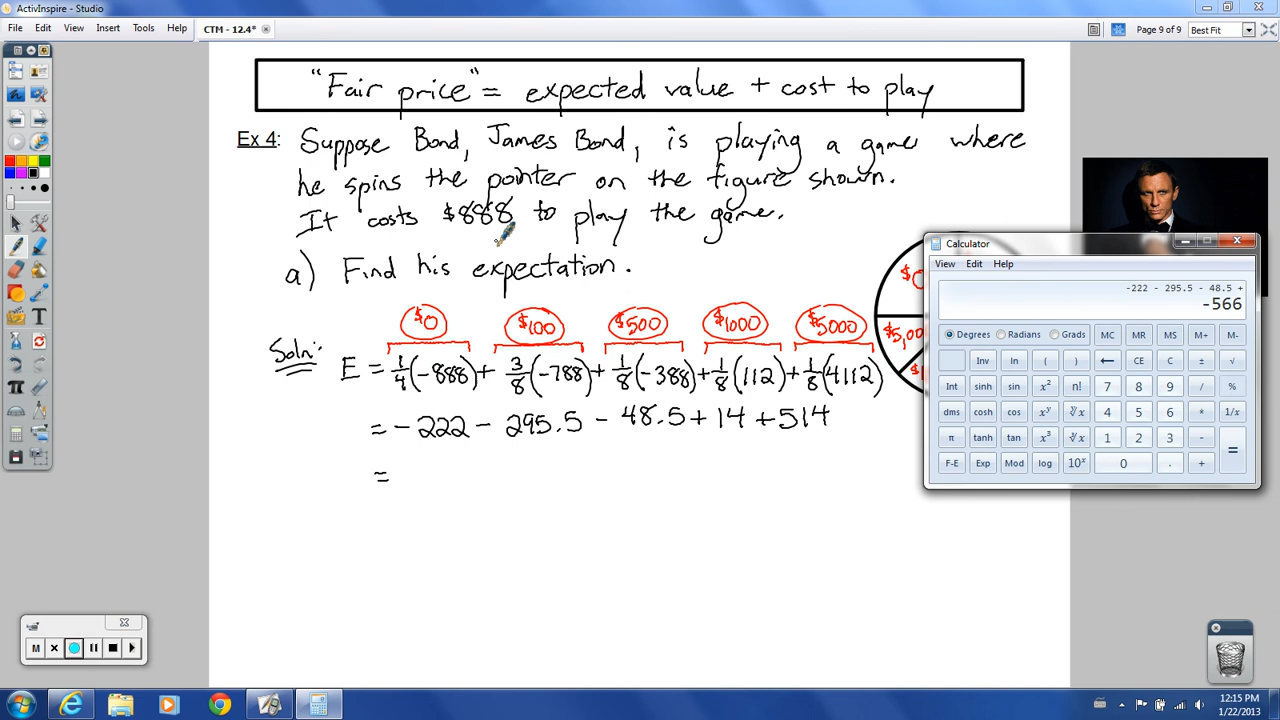 ActivInspire - Studio
File Edit View Insert Tools Help
CTM - 12.4*
Page 9 of 9
Best Fit
"Fair price" = expected value + cost to play
Ex 4: Suppose Bond, James Bond, is playing a game where
he spins the pointer on the figure shown.
It costs $888 to play the game.
a) Find his expectation.
$0 $100 $500 $1000 $5000
Soln: E = 1/4(-888) + 3/8(-788) + 1/8(-388) + 1/8(112) + 1/8(4112)
= -222 - 295.5 - 48.5 + 14 + 514
=
$0
$5,00
$1
Calculator
View Edit Help
-222 - 295.5 - 48.5 +
-566
Degrees Radians Grads MC MR MS M+ M-
Inv ln ( ) ← CE C ± √
Int sinh sin x² n! 7 8 9 / %
dms cosh cos xʸ ʸ√x 4 5 6 * 1/x
π tanh tan x³ ³√x 1 2 3 - =
F-E Exp Mod log 10ˣ 0 . +
M
12:15 PM
1/22/2013